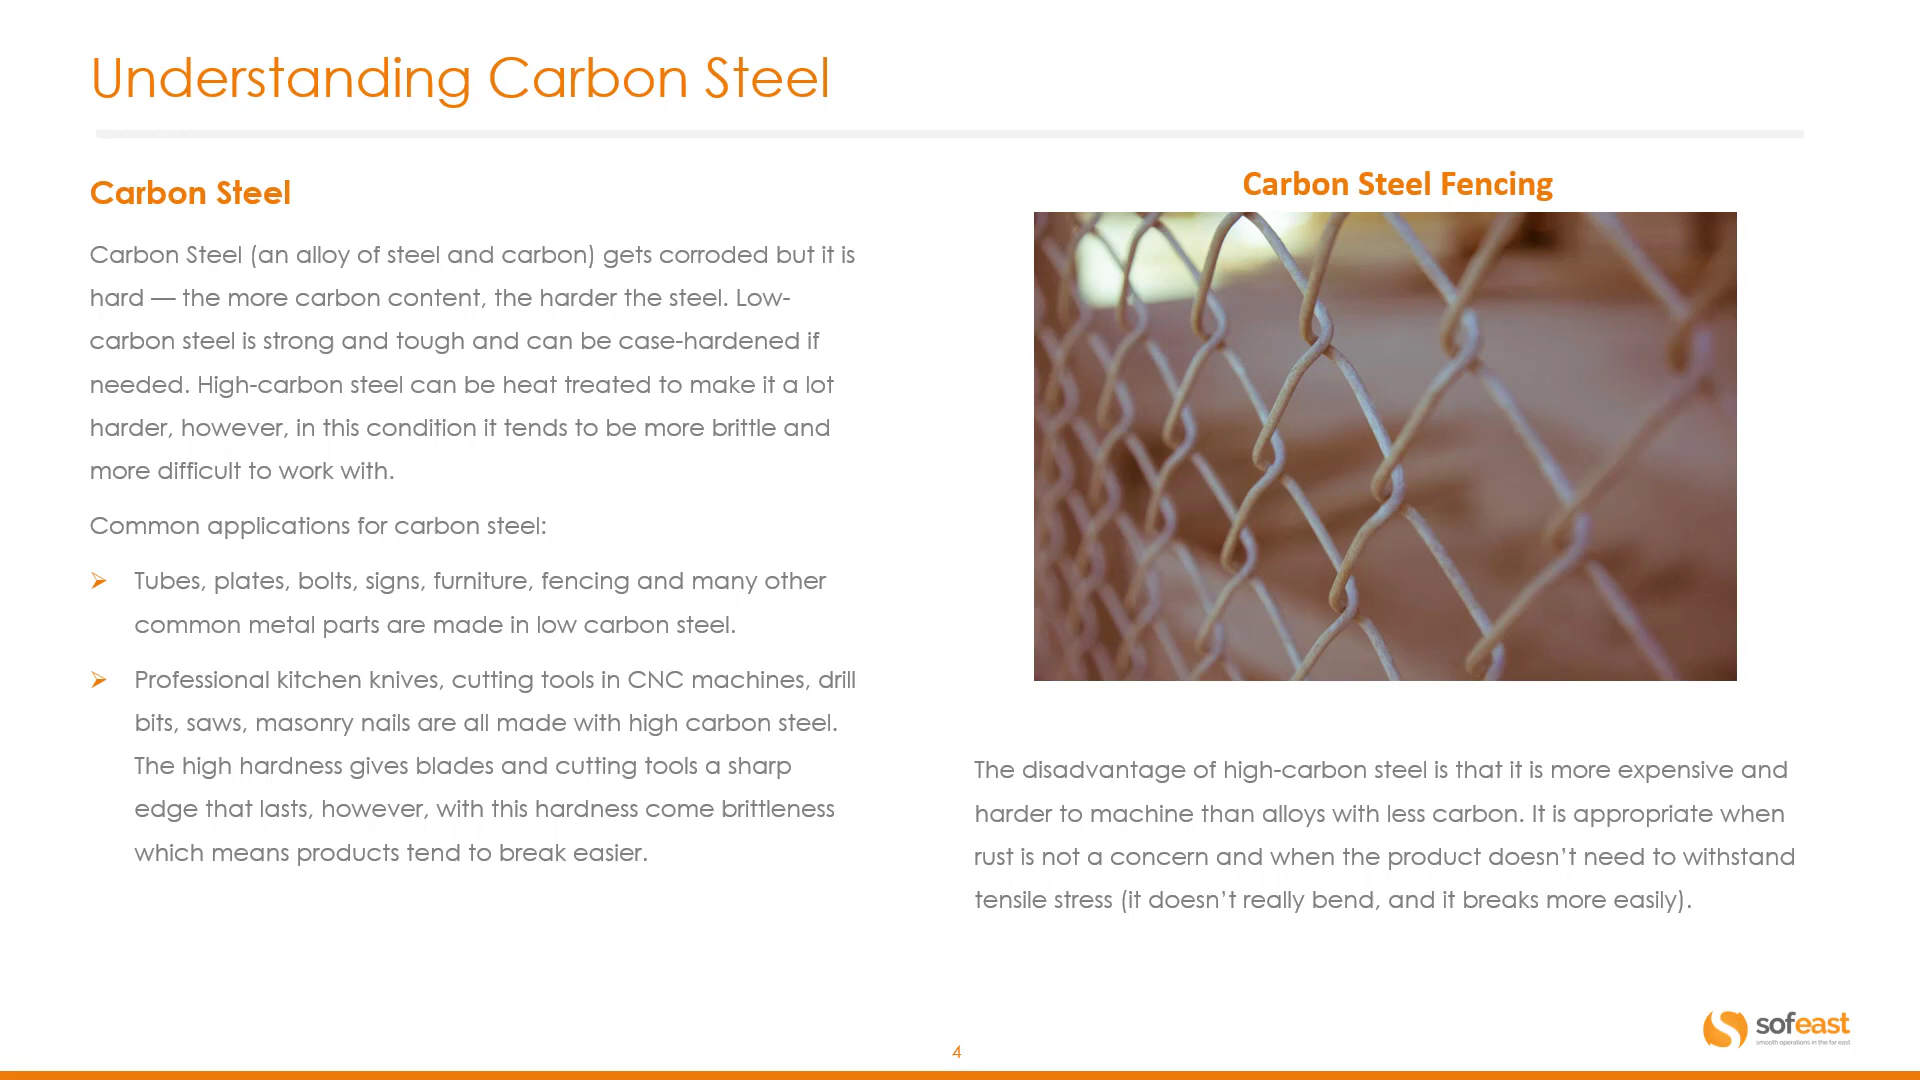 Understanding Carbon Steel
Carbon Steel
Carbon Steel (an alloy of steel and carbon) gets corroded but it is
hard — the more carbon content, the harder the steel. Low-
carbon steel is strong and tough and can be case-hardened if
needed. High-carbon steel can be heat treated to make it a lot
harder, however, in this condition it tends to be more brittle and
more difficult to work with.
Common applications for carbon steel:
Tubes, plates, bolts, signs, furniture, fencing and many other
common metal parts are made in low carbon steel.
Professional kitchen knives, cutting tools in CNC machines, drill
bits, saws, masonry nails are all made with high carbon steel.
The high hardness gives blades and cutting tools a sharp
edge that lasts, however, with this hardness come brittleness
which means products tend to break easier.
Carbon Steel Fencing
The disadvantage of high-carbon steel is that it is more expensive and
harder to machine than alloys with less carbon. It is appropriate when
rust is not a concern and when the product doesn’t need to withstand
tensile stress (it doesn’t really bend, and it breaks more easily).
sofeast
smooth operations in the far east
4